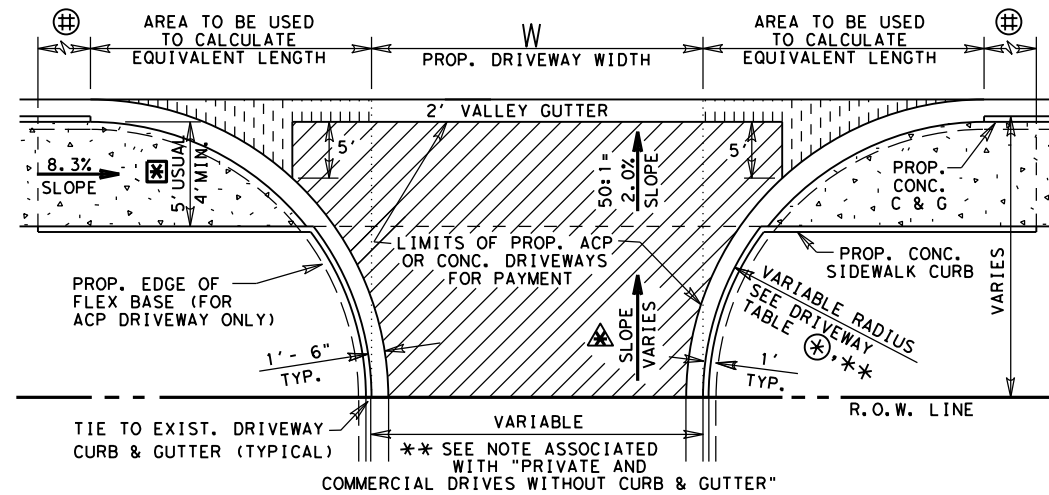 #
AREA TO BE USED
TO CALCULATE
EQUIVALENT LENGTH
W
PROP. DRIVEWAY WIDTH
AREA TO BE USED
TO CALCULATE
EQUIVALENT LENGTH
#
2' VALLEY GUTTER
5'
5'
8.3%
SLOPE
*
5' USUAL
4' MIN.
50:1"
2.0%
SLOPE
PROP.
CONC.
C & G
LIMITS OF PROP. ACP
OR CONC. DRIVEWAYS
FOR PAYMENT
PROP. CONC.
SIDEWALK CURB
PROP. EDGE OF
FLEX BASE (FOR
ACP DRIVEWAY ONLY)
VARIES
VARIABLE RADIUS
SEE DRIVEWAY
TABLE *,**
*
SLOPE
VARIES
1'-6"
TYP.
1'
TYP.
R.O.W. LINE
TIE TO EXIST. DRIVEWAY
CURB & GUTTER (TYPICAL)
VARIABLE
** SEE NOTE ASSOCIATED
WITH "PRIVATE AND
COMMERCIAL DRIVES WITHOUT CURB & GUTTER"